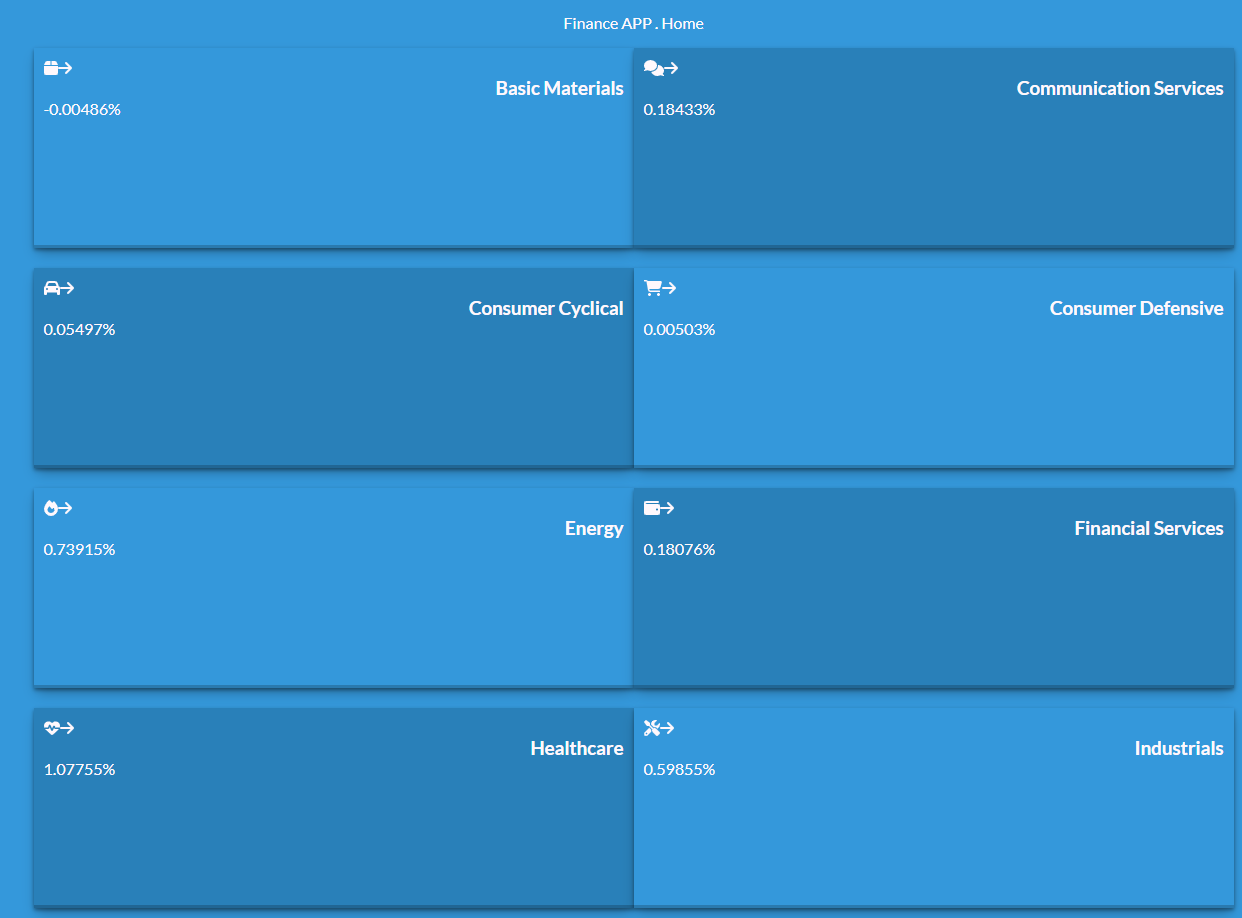 Finance APP . Home
Basic Materials
-0.00486%
Communication Services
0.18433%
Consumer Cyclical
0.05497%
Consumer Defensive
0.00503%
Energy
0.73915%
Financial Services
0.18076%
Healthcare
1.07755%
Industrials
0.59855%